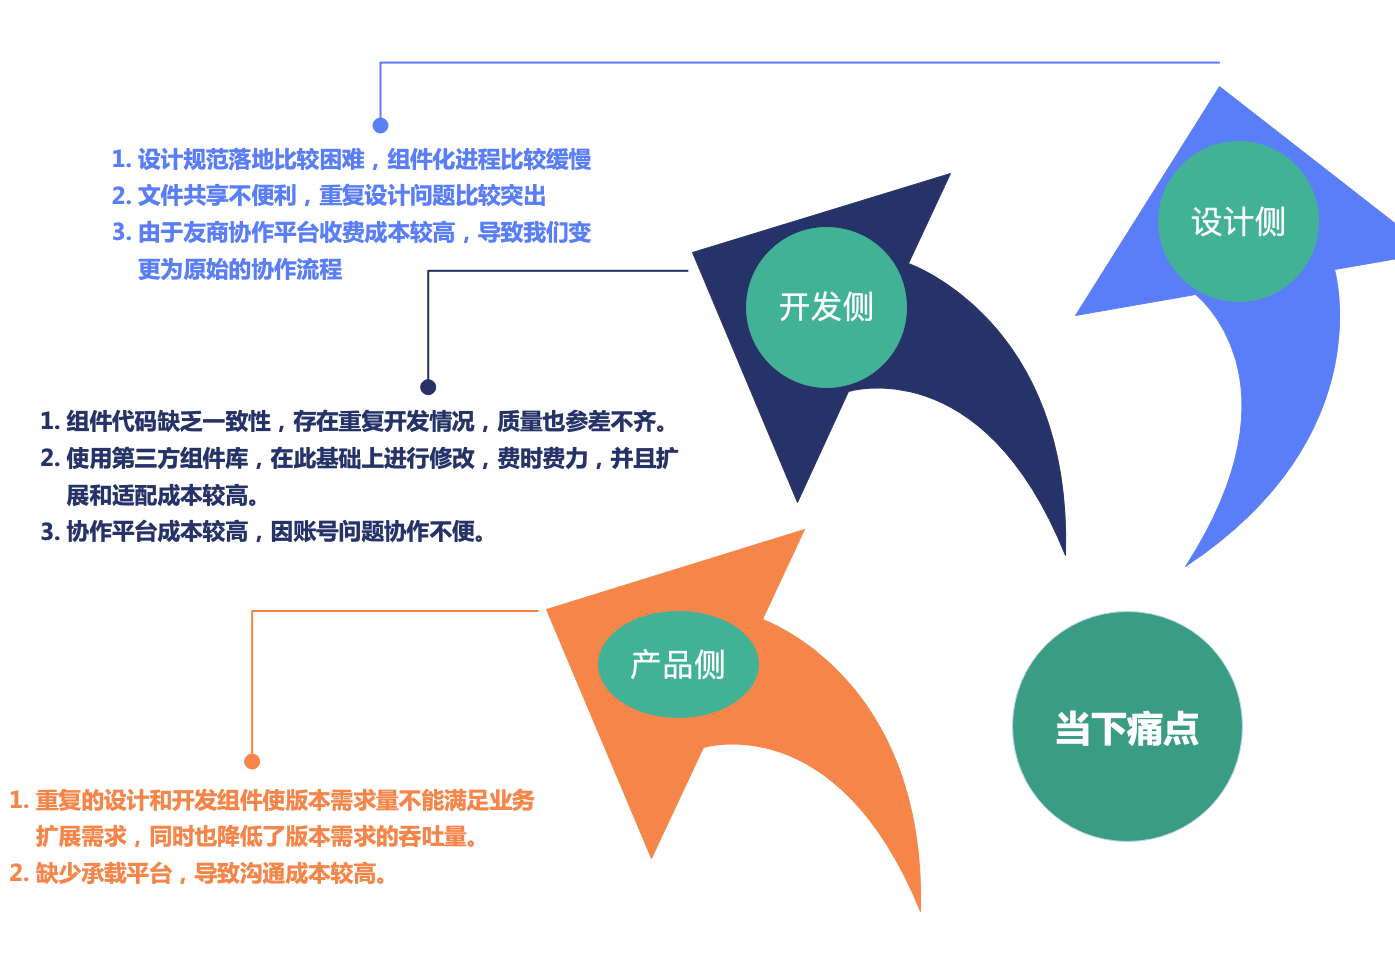 1. 设计规范落地比较困难，组件化进程比较缓慢
2. 文件共享不便利，重复设计问题比较突出
3. 由于友商协作平台收费成本较高，导致我们变
更为原始的协作流程
设计侧
开发侧
1. 组件代码缺乏一致性，存在重复开发情况，质量也参差不齐。
2. 使用第三方组件库，在此基础上进行修改，费时费力，并且扩
展和适配成本较高。
3. 协作平台成本较高，因账号问题协作不便。
产品侧
当下痛点
1. 重复的设计和开发组件使版本需求量不能满足业务
扩展需求，同时也降低了版本需求的吞吐量。
2. 缺少承载平台，导致沟通成本较高。